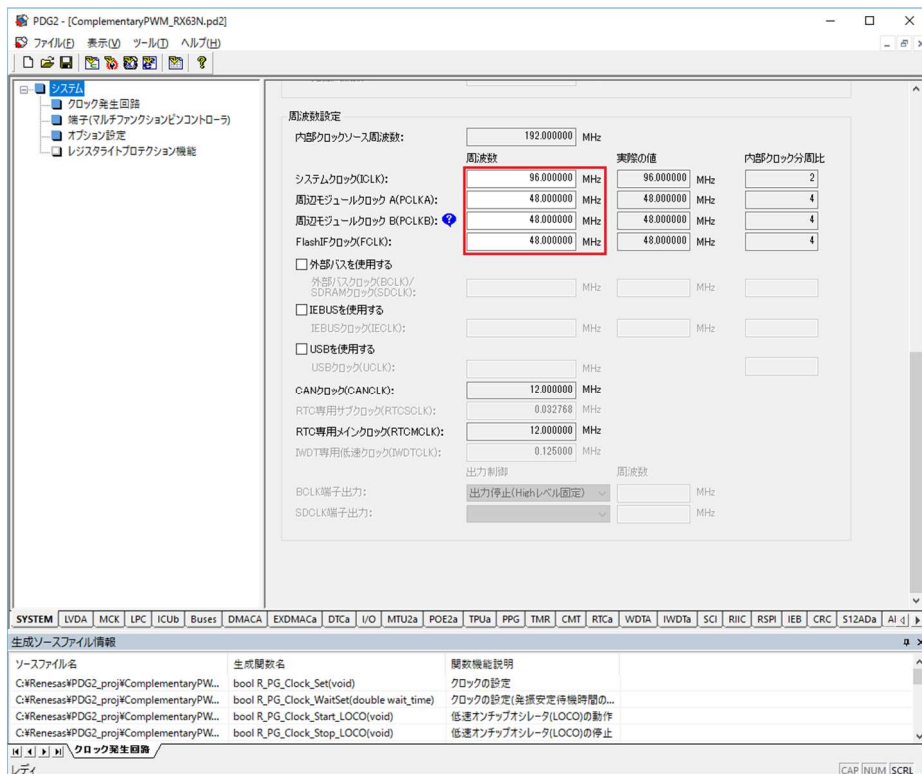 PDG2 - [ComplementaryPWM_RX63N.pd2]
ファイル(F) 表示(V) ツール(T) ヘルプ(H)
システム
クロック発生回路
端子(マルチファンクションピンコントローラ)
オプション設定
レジスタライトプロテクション機能
周波数設定
内部クロックソース周波数: 192.000000 MHz
周波数 実際の値 内部クロック分周比
システムクロック(ICLK): 96.000000 MHz 96.000000 MHz 2
周辺モジュールクロック A(PCLKA): 48.000000 MHz 48.000000 MHz 4
周辺モジュールクロック B(PCLKB): 48.000000 MHz 48.000000 MHz 4
FlashIFクロック(FCLK): 48.000000 MHz 48.000000 MHz 4
外部バスを使用する
外部バスクロック(BCLK)/
SDRAMクロック(SDCLK): MHz MHz
IEBUSを使用する
IEBUSクロック(IECLK): MHz MHz
USBを使用する
USBクロック(UCLK): MHz
CANクロック(CANCLK): 12.000000 MHz
RTC専用サブクロック(RTCSCLK): 0.032768 MHz
RTC専用メインクロック(RTCMCLK): 12.000000 MHz
IWDT専用低速クロック(IWDTCLK): 0.125000 MHz
出力制御 周波数
BCLK端子出力: 出力停止(Highレベル固定) MHz
SDCLK端子出力: MHz
SYSTEM LVDA MCK LPC ICUb Buses DMACA EXDMACa DTCa I/O MTU2a POE2a TPUa PPG TMR CMT RTCa WDTA IWDTa SCI RIIC RSPI IEB CRC S12ADa
生成ソースファイル情報
ソースファイル名 生成関数名 関数機能説明
C:¥Renesas¥PDG2_proj¥ComplementaryPW... bool R_PG_Clock_Set(void) クロックの設定
C:¥Renesas¥PDG2_proj¥ComplementaryPW... bool R_PG_Clock_WaitSet(double wait_time) クロックの設定(発振安定待機時間の...
C:¥Renesas¥PDG2_proj¥ComplementaryPW... bool R_PG_Clock_Start_LOCO(void) 低速オンチップオシレータ(LOCO)の動作
C:¥Renesas¥PDG2_proj¥ComplementaryPW... bool R_PG_Clock_Stop_LOCO(void) 低速オンチップオシレータ(LOCO)の停止
クロック発生回路
レディ CAP NUM SCRL